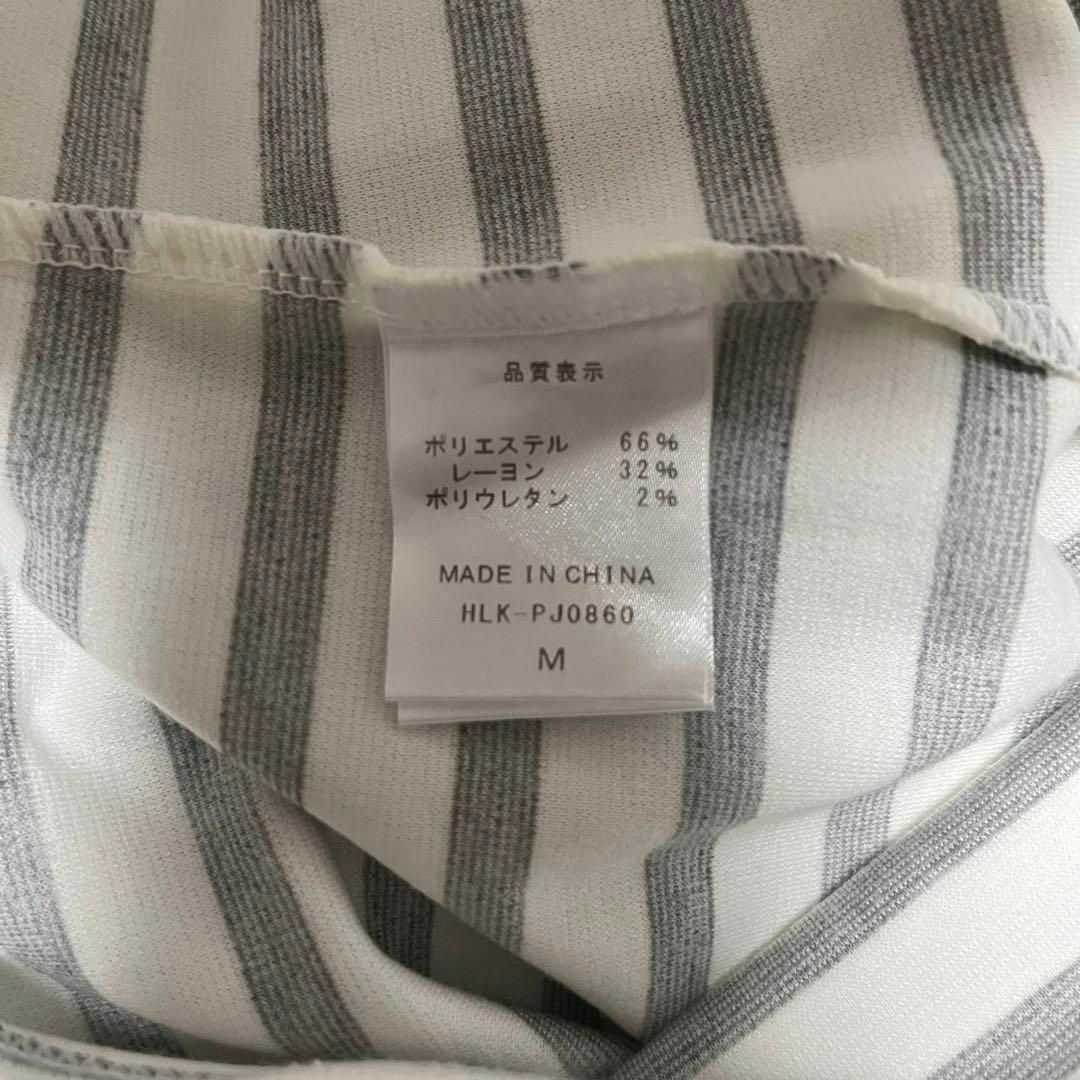 品質表示
ポリエステル 66%
レーヨン 32%
ポリウレタン 2%
MADE IN CHINA
HLK-PJ0860
M